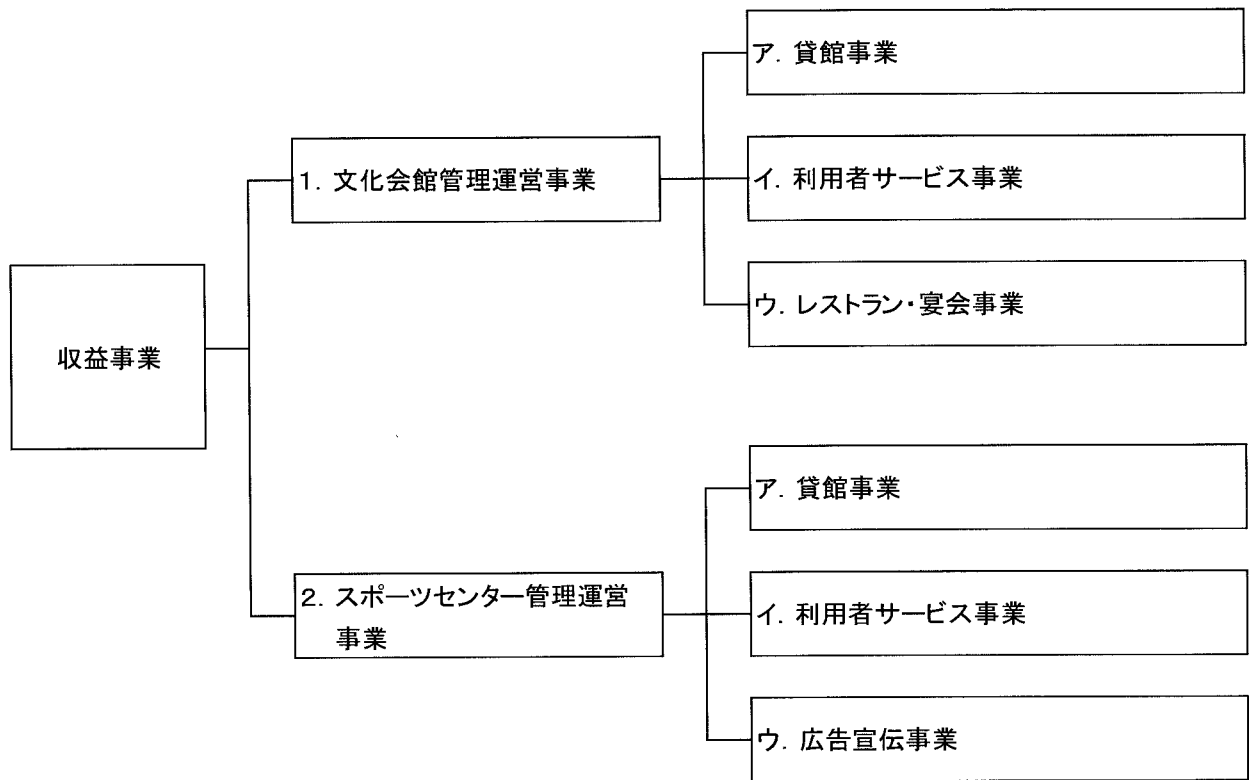 収益事業
1. 文化会館管理運営事業
ア. 貸館事業
イ. 利用者サービス事業
ウ. レストラン・宴会事業
2. スポーツセンター管理運営
事業
ア. 貸館事業
イ. 利用者サービス事業
ウ. 広告宣伝事業